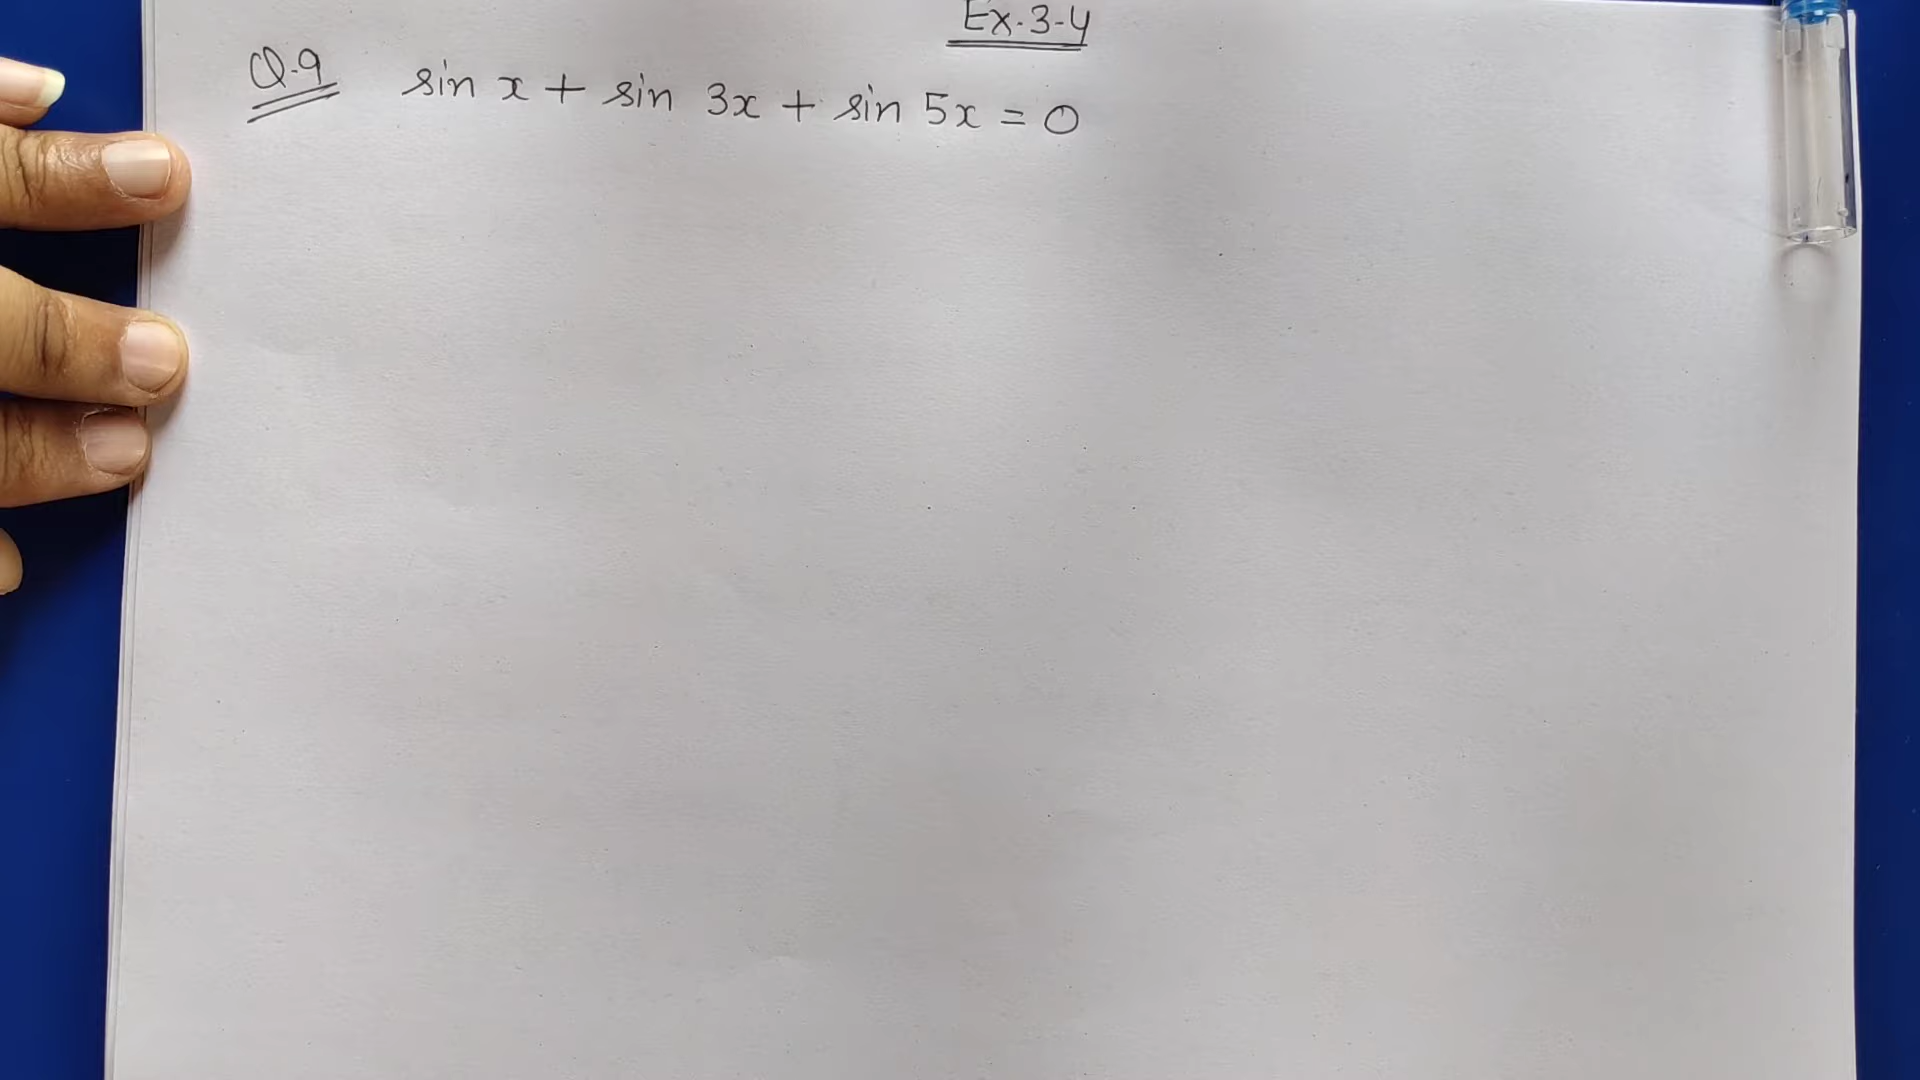 Ex.3-4
Q.9 sin x + sin 3x + sin 5x = 0